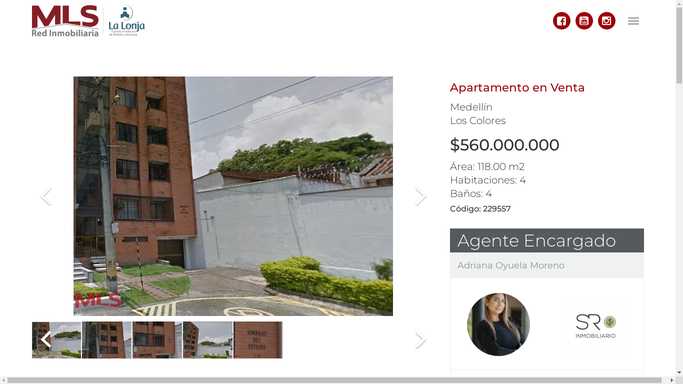 MLS
Red Inmobiliaria
La Lonja
Apartamento en Venta
Medellín
Los Colores
$560.000.000
Área: 118.00 m2
Habitaciones: 4
Baños: 4
Código: 229557
MLS
Agente Encargado
Adriana Oyuela Moreno
SR
INMOBILIARIO